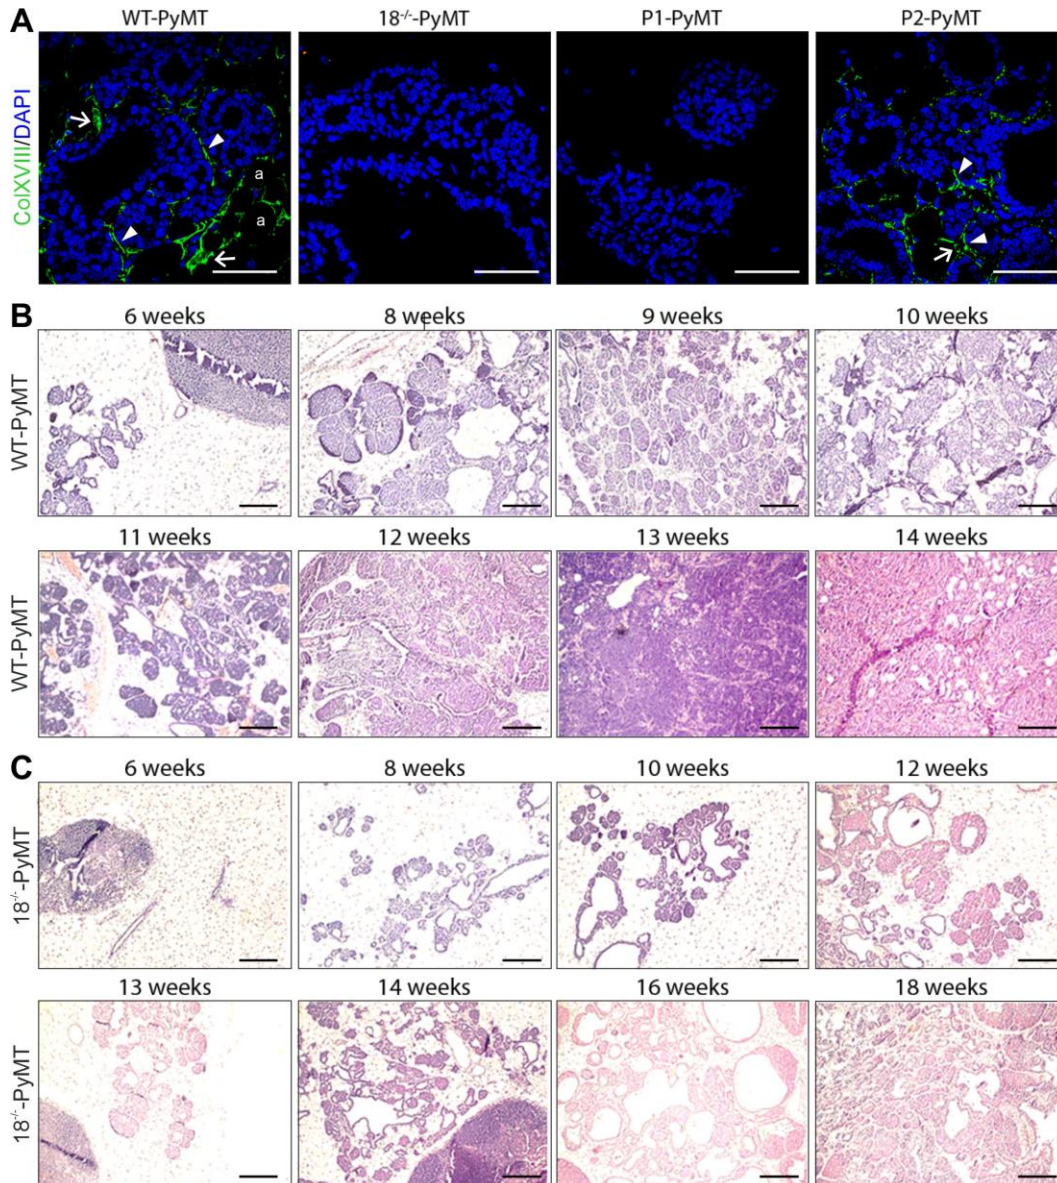 A
WT-PyMT 18⁻/⁻-PyMT P1-PyMT P2-PyMT
ColXVIII/DAPI
a
a
B
6 weeks 8 weeks 9 weeks 10 weeks
WT-PyMT
11 weeks 12 weeks 13 weeks 14 weeks
WT-PyMT
C
6 weeks 8 weeks 10 weeks 12 weeks
18⁻/⁻-PyMT
13 weeks 14 weeks 16 weeks 18 weeks
18⁻/⁻-PyMT